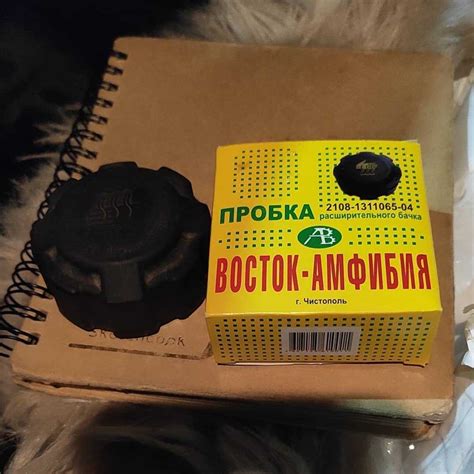 2108-1311065-04
ПРОБКА расширительного бачка
АВ
ВОСТОК-АМФИБИЯ
г. Чистополь